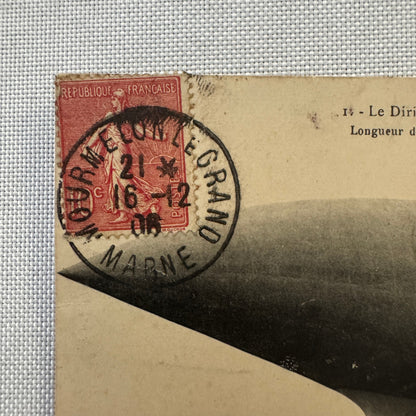 REPUBLIQUE FRANÇAISE
MOURMELON-LE-GRAND
21 *
16-12
06
MARNE
- Le Diri
Longueur d